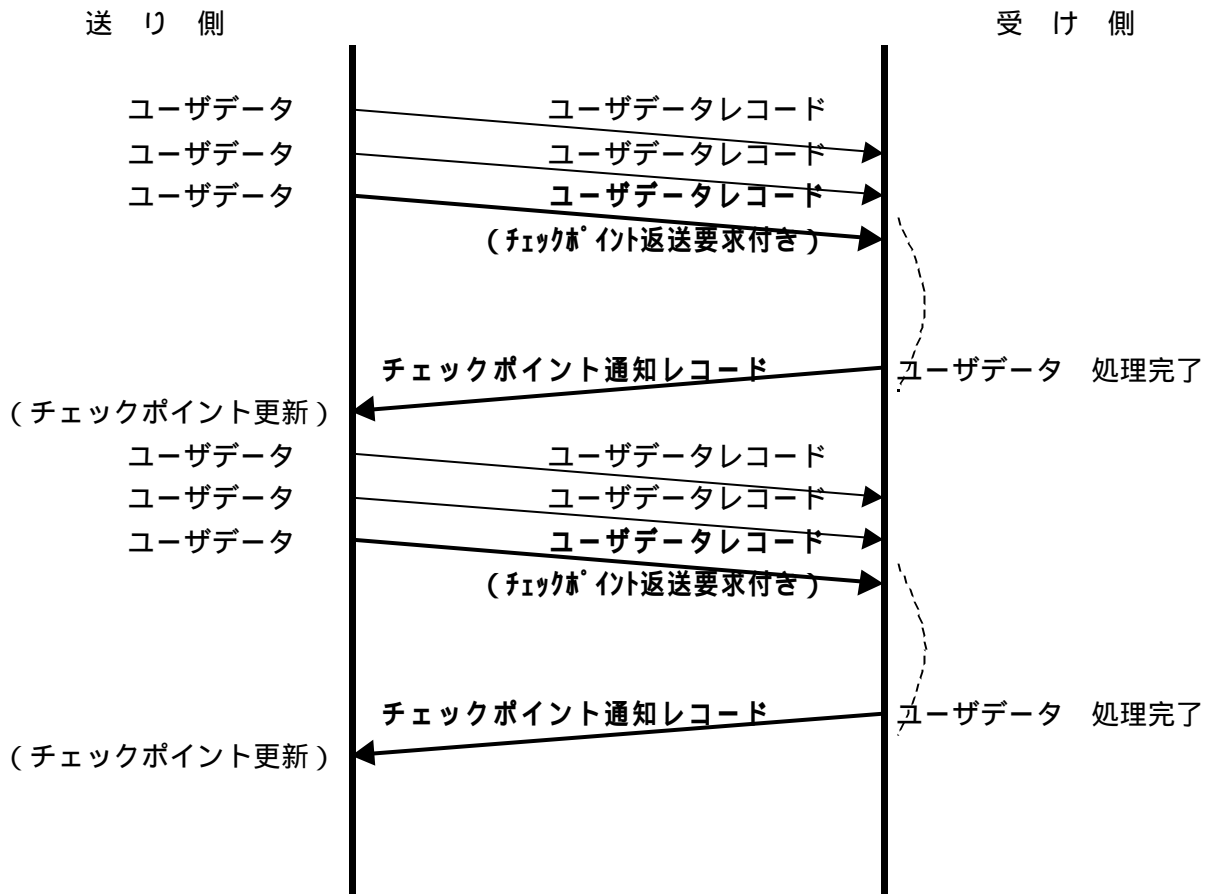 送 り 側 受 け 側
ユーザデータ ユーザデータレコード
ユーザデータ ユーザデータレコード
ユーザデータ ユーザデータレコード
（ﾁｪｯｸﾎﾟｲﾝﾄ返送要求付き）
チェックポイント通知レコード ユーザデータ 処理完了
（チェックポイント更新）
ユーザデータ ユーザデータレコード
ユーザデータ ユーザデータレコード
ユーザデータ ユーザデータレコード
（ﾁｪｯｸﾎﾟｲﾝﾄ返送要求付き）
チェックポイント通知レコード ユーザデータ 処理完了
（チェックポイント更新）